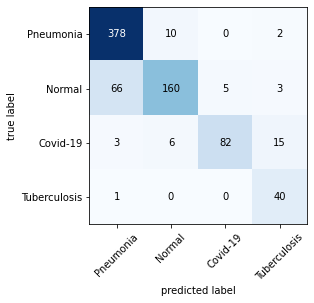 Pneumonia 378 10 0 2
Normal 66 160 5 3
Covid-19 3 6 82 15
Tuberculosis 1 0 0 40
true label
Pneumonia Normal Covid-19 Tuberculosis
predicted label